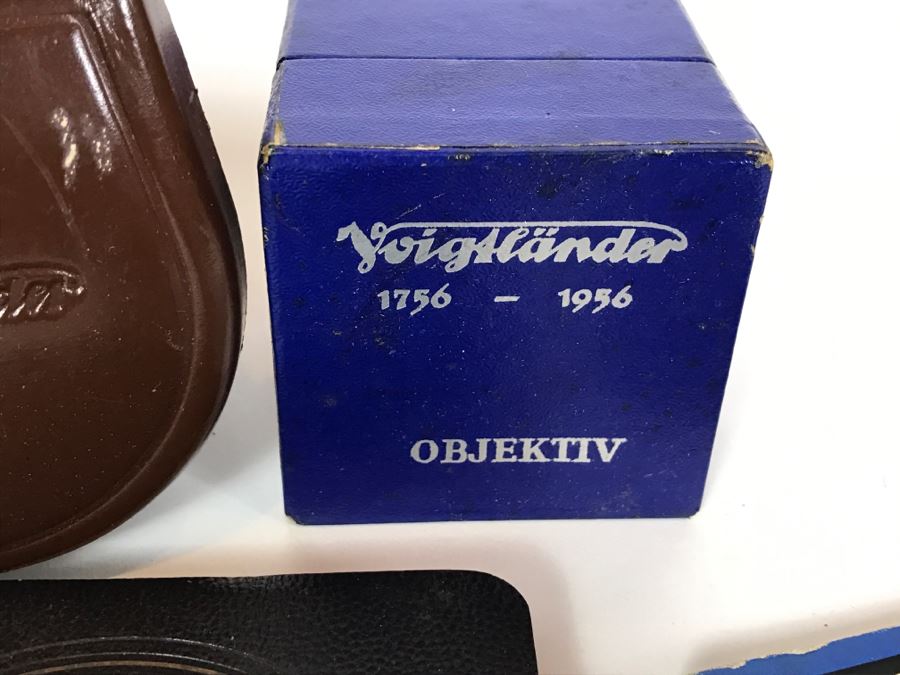 Voigtländer
1756 – 1956
OBJEKTIV